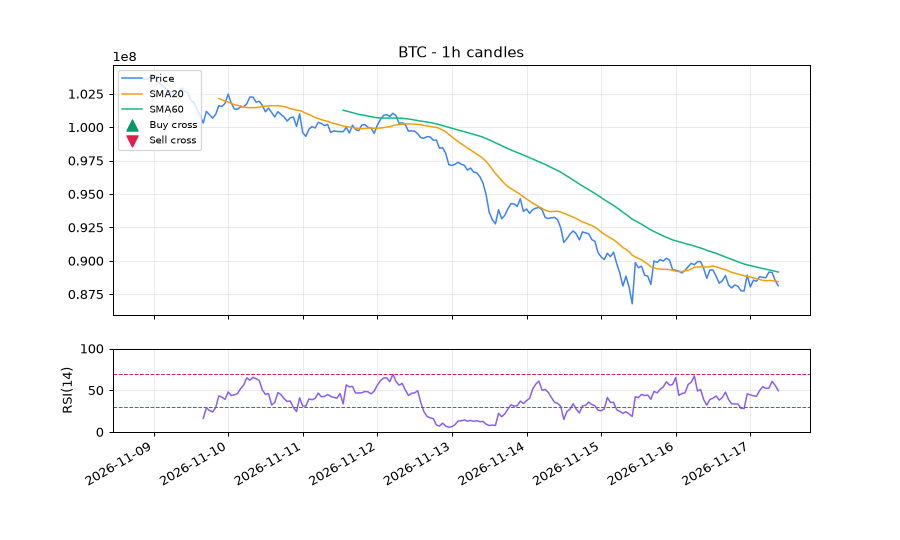 BTC - 1h candles
1e8
Price
SMA20
SMA60
Buy cross
Sell cross
1.025
1.000
0.975
0.950
0.925
0.900
0.875
RSI(14)
100
50
0
2026-11-09
2026-11-10
2026-11-11
2026-11-12
2026-11-13
2026-11-14
2026-11-15
2026-11-16
2026-11-17